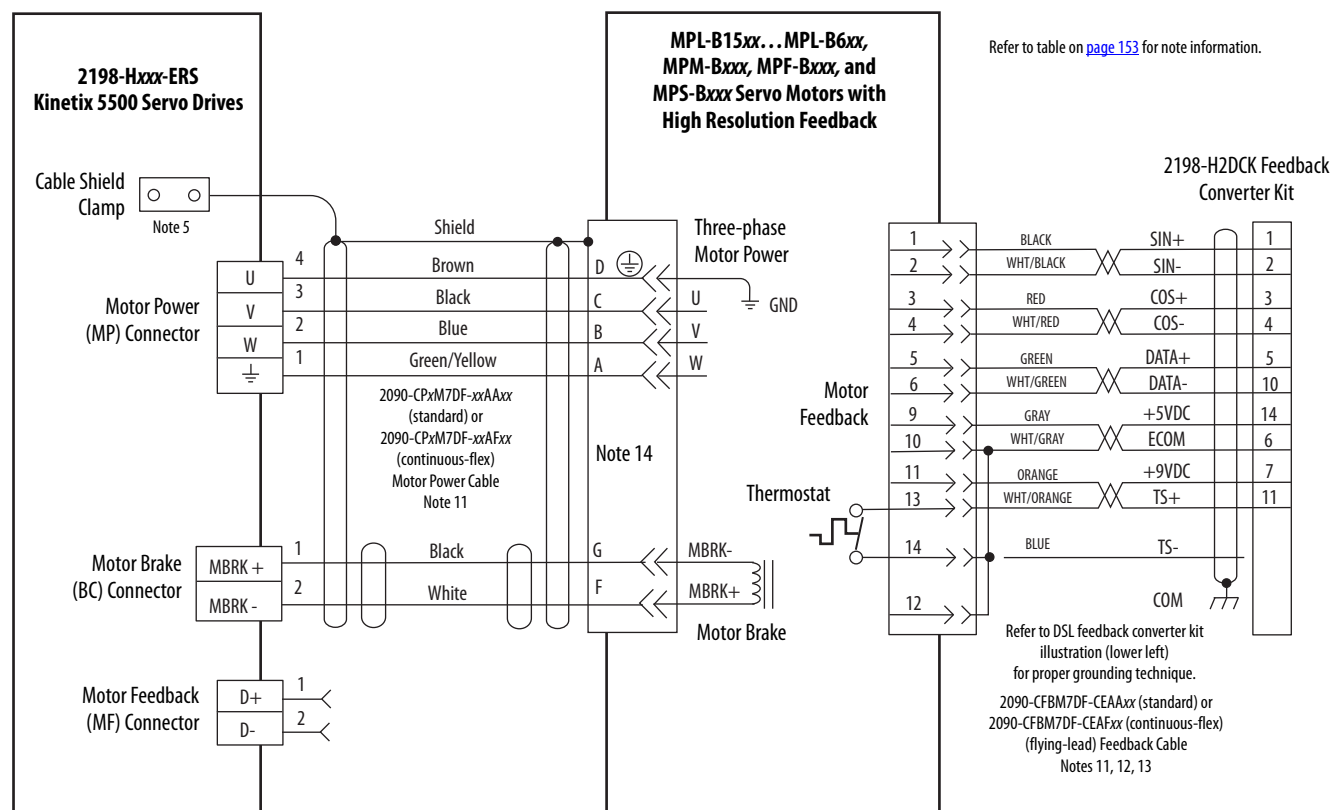 2198-Hxxx-ERS
Kinetix 5500 Servo Drives
MPL-B15xx…MPL-B6xx,
MPM-Bxxx, MPF-Bxxx, and
MPS-Bxxx Servo Motors with
High Resolution Feedback
Refer to table on page 153 for note information.
2198-H2DCK Feedback
Converter Kit
Cable Shield
Clamp
Note 5
Shield
Three-phase
Motor Power
Motor Power
(MP) Connector
U 4 Brown D
V 3 Black C U
W 2 Blue B V
1 Green/Yellow A W
GND
2090-CPxM7DF-xxAAxx
(standard) or
2090-CPxM7DF-xxAFxx
(continuous-flex)
Motor Power Cable
Note 11
Note 14
Motor Brake
(BC) Connector
MBRK + 1 Black G MBRK-
MBRK - 2 White F MBRK+
Motor Brake
Motor Feedback
(MF) Connector
D+ 1
D- 2
Motor
Feedback
Thermostat
1 BLACK SIN+ 1
2 WHT/BLACK SIN- 2
3 RED COS+ 3
4 WHT/RED COS- 4
5 GREEN DATA+ 5
6 WHT/GREEN DATA- 10
9 GRAY +5VDC 14
10 WHT/GRAY ECOM 6
11 ORANGE +9VDC 7
13 WHT/ORANGE TS+ 11
14 BLUE TS-
12 COM
Refer to DSL feedback converter kit
illustration (lower left)
for proper grounding technique.
2090-CFBM7DF-CEAAxx (standard) or
2090-CFBM7DF-CEAFxx (continuous-flex)
(flying-lead) Feedback Cable
Notes 11, 12, 13